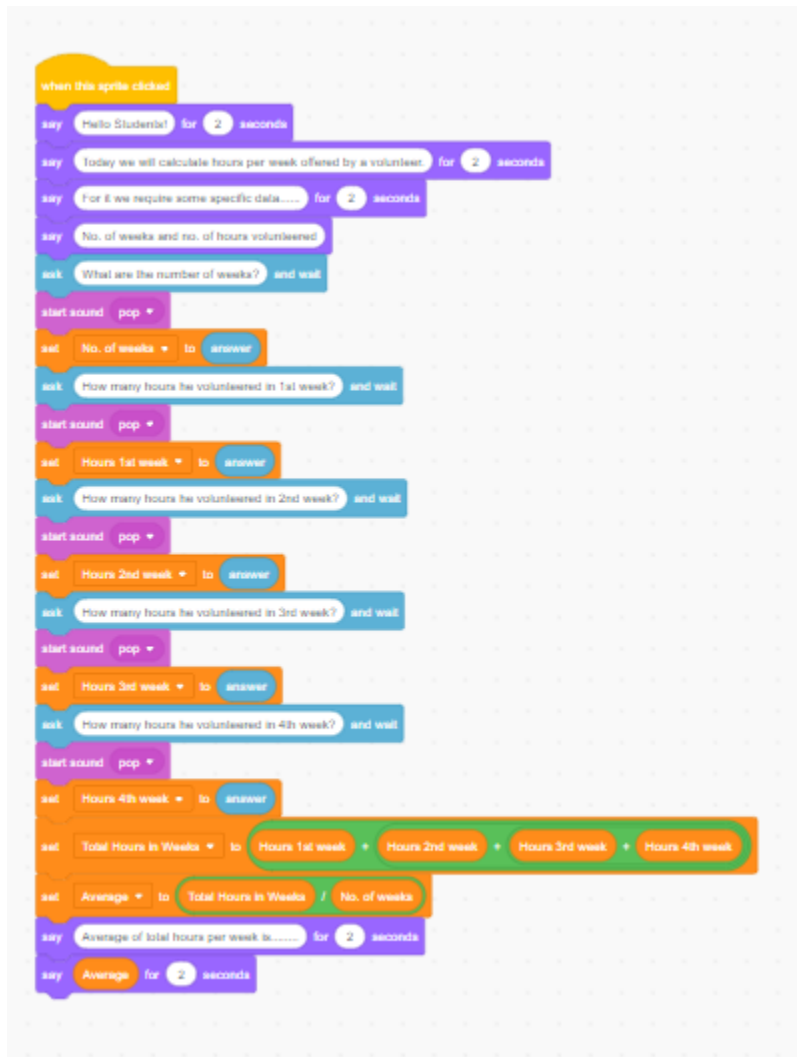 when this sprite clicked
say Hello Students! for 2 seconds
say Today we will calculate hours per week offered by a volunteer. for 2 seconds
say For it we require some specific data...... for 2 seconds
say No. of weeks and no. of hours volunteered
ask What are the number of weeks? and wait
start sound pop
set No. of weeks to answer
ask How many hours he volunteered in 1st week? and wait
start sound pop
set Hours 1st week to answer
ask How many hours he volunteered in 2nd week? and wait
start sound pop
set Hours 2nd week to answer
ask How many hours he volunteered in 3rd week? and wait
start sound pop
set Hours 3rd week to answer
ask How many hours he volunteered in 4th week? and wait
start sound pop
set Hours 4th week to answer
set Total Hours in Weeks to Hours 1st week + Hours 2nd week + Hours 3rd week + Hours 4th week
set Average to Total Hours in Weeks / No. of weeks
say Average of total hours per week is......... for 2 seconds
say Average for 2 seconds